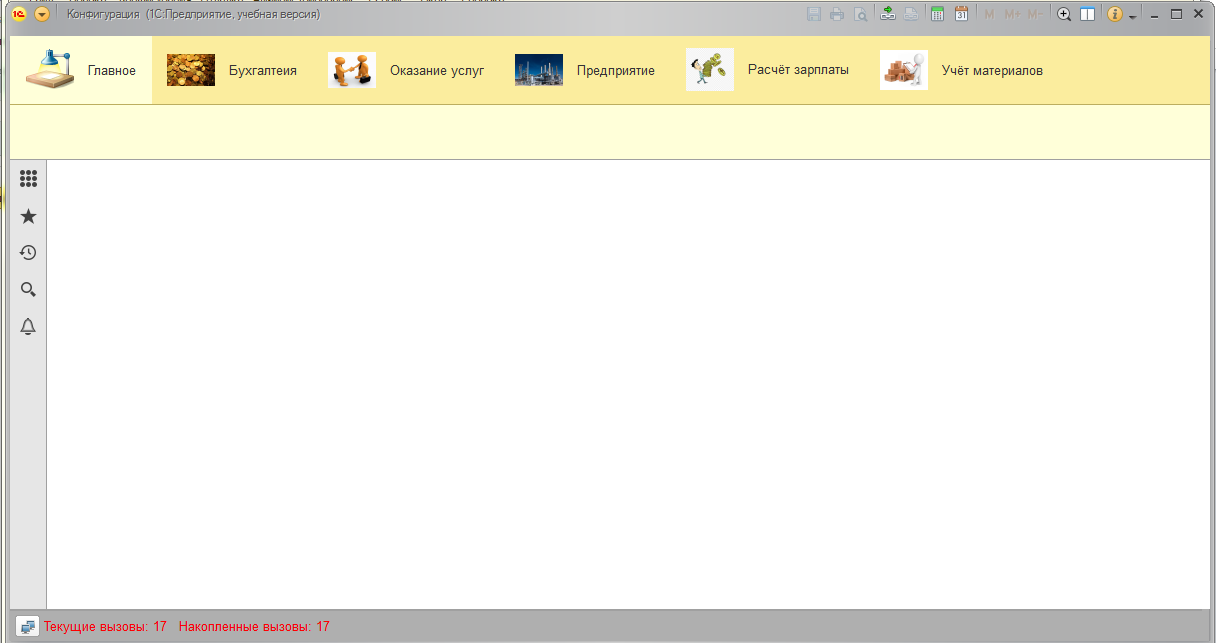 Конфигурация (1С:Предприятие, учебная версия)
31 M M+ M-
Главное Бухгалтеия Оказание услуг Предприятие Расчёт зарплаты Учёт материалов
Текущие вызовы: 17 Накопленные вызовы: 17